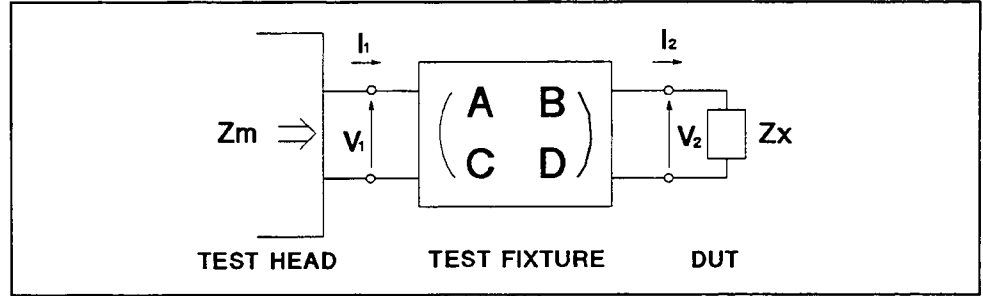 I₁ I₂
A B
Zm V₁ V₂ Zx
C D
TEST HEAD TEST FIXTURE DUT